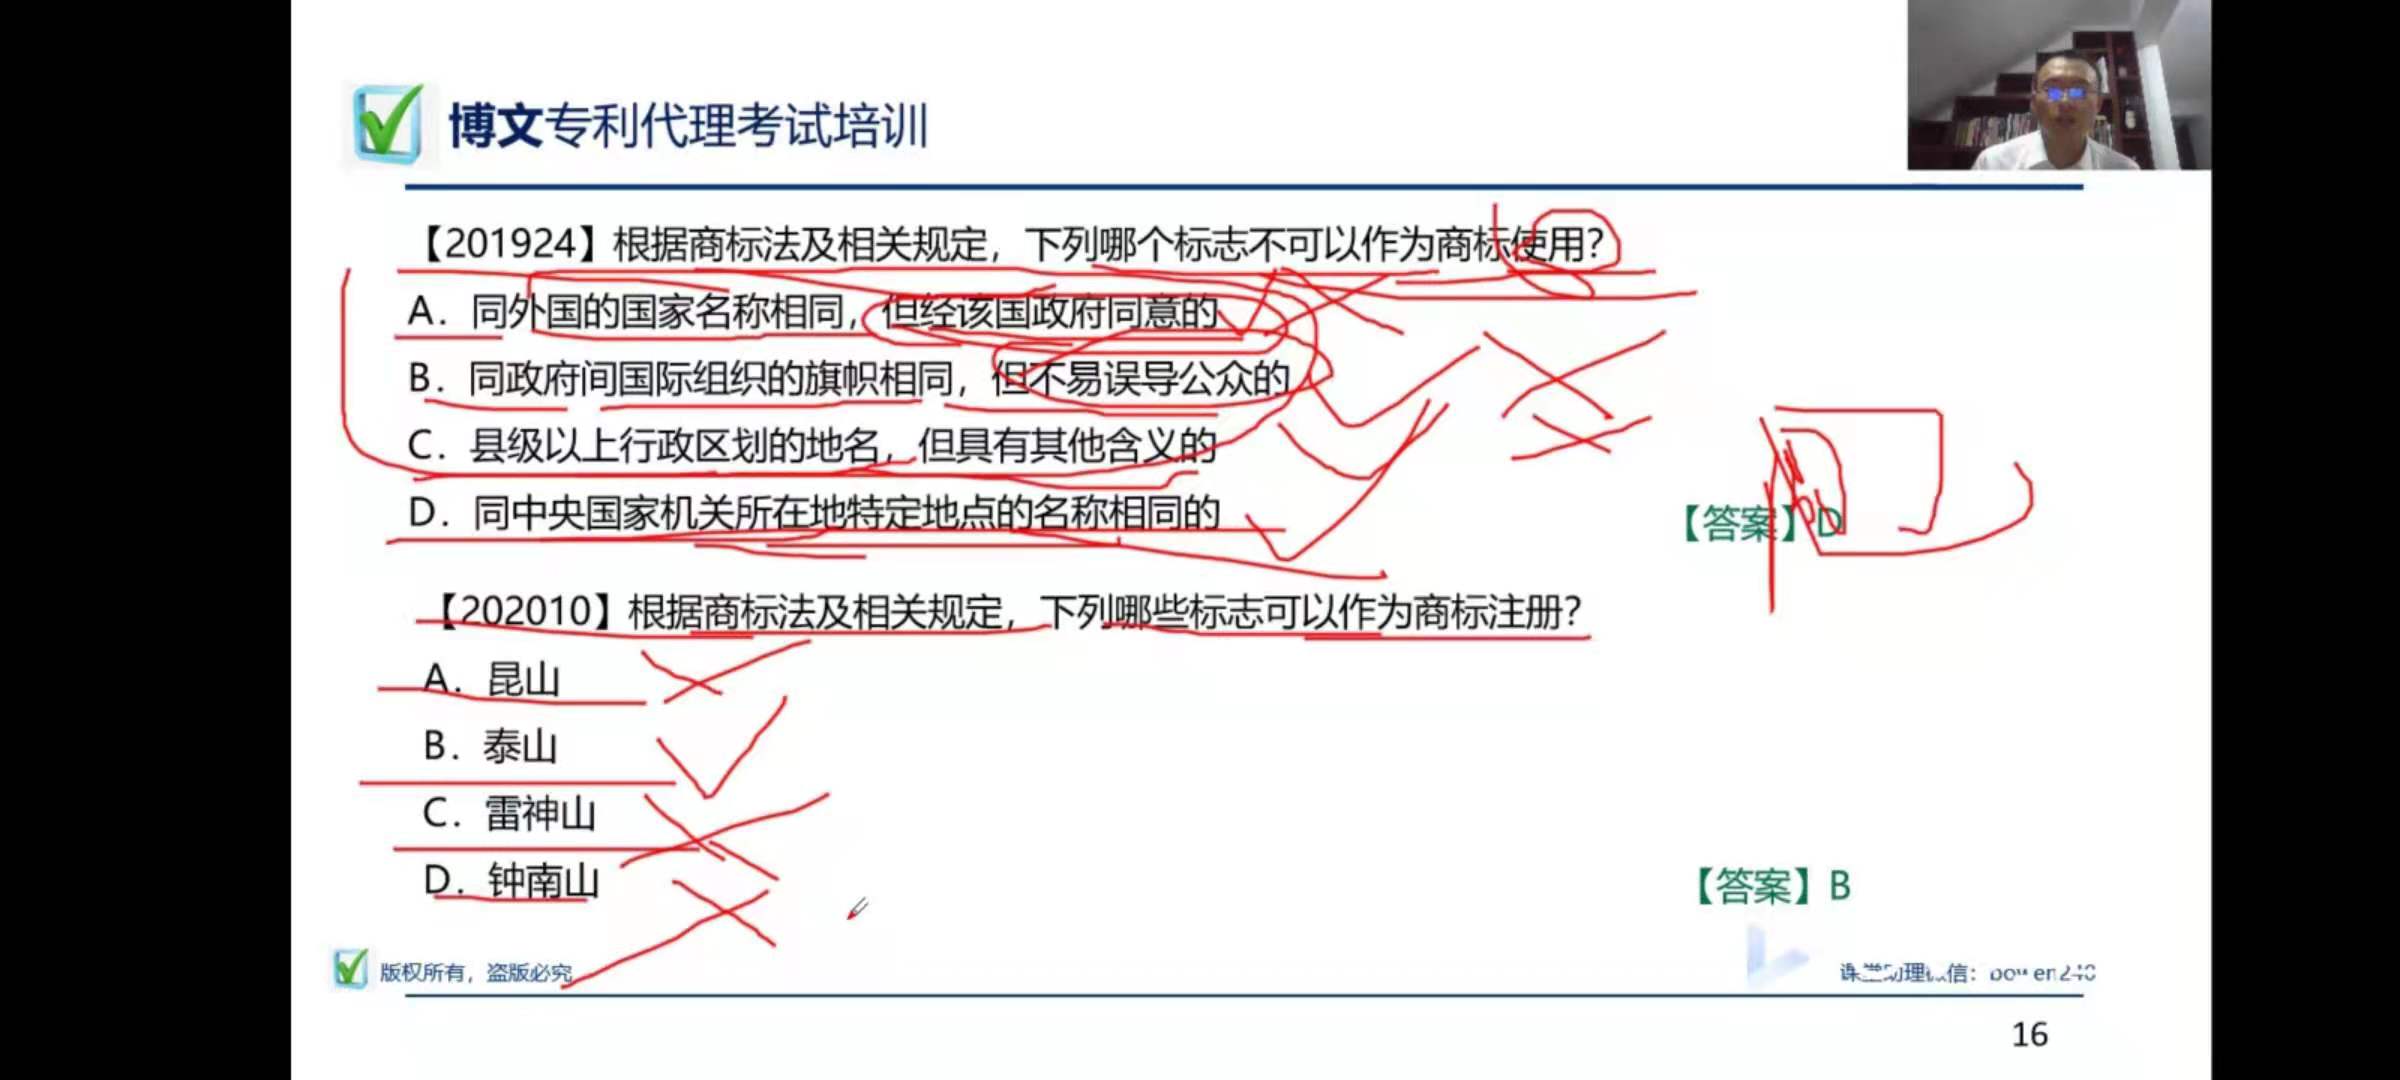 博文专利代理考试培训
【201924】根据商标法及相关规定，下列哪个标志不可以作为商标使用？
A．同外国的国家名称相同，但经该国政府同意的
B．同政府间国际组织的旗帜相同，但不易误导公众的
C．县级以上行政区划的地名，但具有其他含义的
D．同中央国家机关所在地特定地点的名称相同的
【答案】D
【202010】根据商标法及相关规定，下列哪些标志可以作为商标注册？
A．昆山
B．泰山
C．雷神山
D．钟南山
【答案】B
版权所有，盗版必究
16